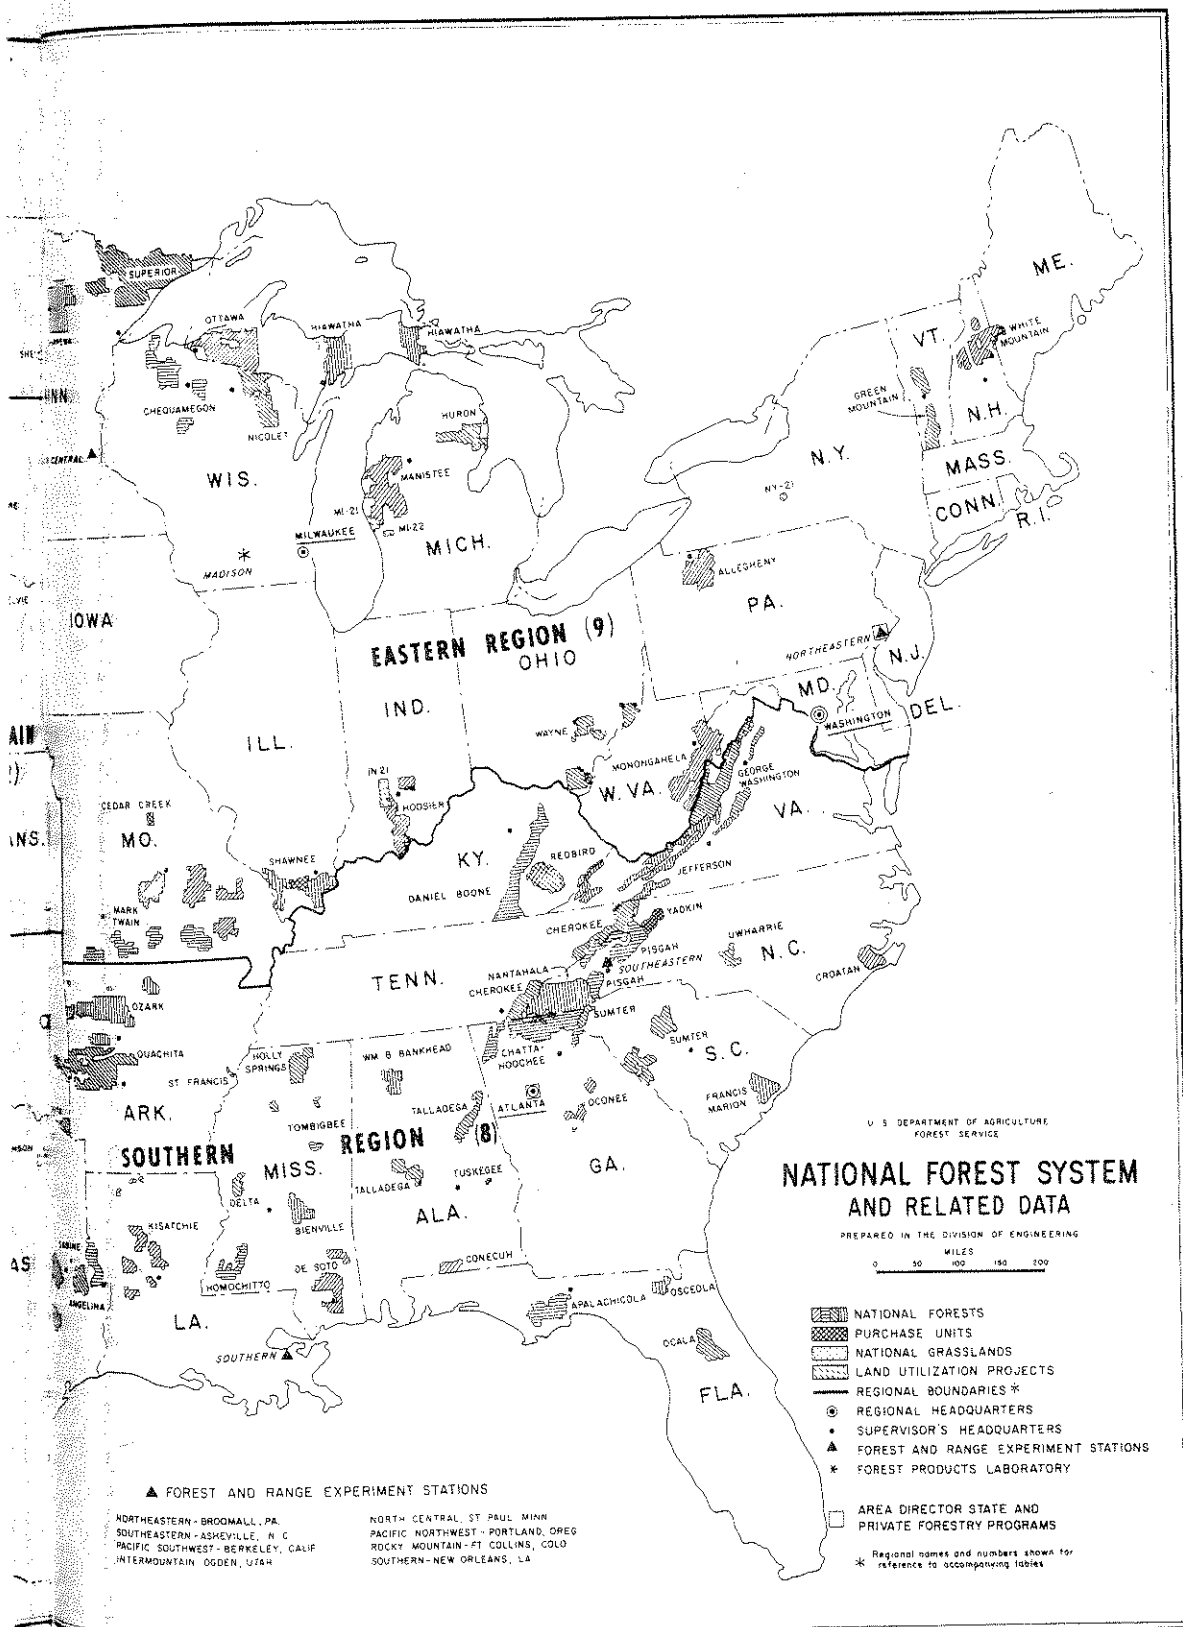 ME.
SUPERIOR
OTTAWA
HIAWATHA
HIAWATHA
WHITE
MOUNTAIN
VT.
SHE
INN
CHEQUAMEGON
NICOLET
HURON
GREEN
MOUNTAIN
N.H.
CENTRAL
WIS.
MANISTEE
N.Y.
MASS.
NY-21
CONN.
R.I.
MI-21
MI-22
MILWAUKEE
MICH.
MADISON
ALLEGHENY
PA.
IOWA
EASTERN REGION (9)
OHIO
NORTHEASTERN
N.J.
MD.
IND.
DEL.
WASHINGTON
WAYNE
AIN
ILL.
MONONGAHELA
GEORGE
WASHINGTON
IN 21
W. VA.
HOOSIER
VA.
CEDAR CREEK
ANS.
MO.
KY.
REDBIRD
SHAWNEE
JEFFERSON
DANIEL BOONE
MARK
TWAIN
YADKIN
CHEROKEE
UWHARRIE
PISGAH
N.C.
SOUTHEASTERN
NANTAHALA
CHEROKEE
PISGAH
CROATAN
TENN.
OZARK
SUMTER
SUMTER
OUACHITA
HOLLY
SPRINGS
WM B BANKHEAD
CHATTA-
HOOCHEE
S.C.
ST FRANCIS
ARK.
TALLADEGA
ATLANTA
OCONEE
FRANCIS
MARION
TOMBIGBEE
SOUTHERN REGION (8)
MISS.
GA.
TUSKEGEE
TALLADEGA
DELTA
ALA.
KISATCHIE
BIENVILLE
SABINE
AS
DE SOTO
CONECUH
HOMOCHITTO
ANGELINA
LA.
APALACHICOLA
OSCEOLA
SOUTHERN
OCALA
FLA.
U S DEPARTMENT OF AGRICULTURE
FOREST SERVICE
NATIONAL FOREST SYSTEM
AND RELATED DATA
PREPARED IN THE DIVISION OF ENGINEERING
MILES
0 50 100 150 200
NATIONAL FORESTS
PURCHASE UNITS
NATIONAL GRASSLANDS
LAND UTILIZATION PROJECTS
REGIONAL BOUNDARIES *
REGIONAL HEADQUARTERS
SUPERVISOR'S HEADQUARTERS
FOREST AND RANGE EXPERIMENT STATIONS
* FOREST PRODUCTS LABORATORY
AREA DIRECTOR STATE AND
PRIVATE FORESTRY PROGRAMS
* Regional names and numbers shown for
reference to accompanying tables
▲ FOREST AND RANGE EXPERIMENT STATIONS
NORTHEASTERN - BROOMALL, PA.
SOUTHEASTERN - ASHEVILLE, N C
PACIFIC SOUTHWEST - BERKELEY, CALIF
INTERMOUNTAIN OGDEN, UTAH
NORTH CENTRAL, ST PAUL MINN
PACIFIC NORTHWEST - PORTLAND, OREG
ROCKY MOUNTAIN - FT COLLINS, COLO
SOUTHERN - NEW ORLEANS, LA